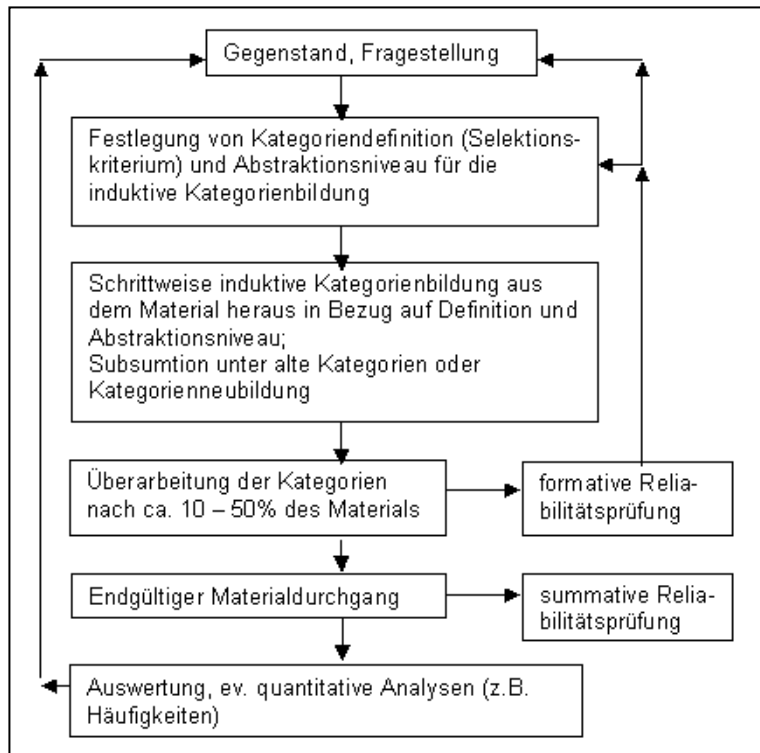 Gegenstand, Fragestellung
Festlegung von Kategoriendefinition (Selektions-
kriterium) und Abstraktionsniveau für die
induktive Kategorienbildung
Schrittweise induktive Kategorienbildung aus
dem Material heraus in Bezug auf Definition und
Abstraktionsniveau;
Subsumtion unter alte Kategorien oder
Kategorienneubildung
Überarbeitung der Kategorien
nach ca. 10 – 50% des Materials
formative Relia-
bilitätsprüfung
Endgültiger Materialdurchgang
summative Relia-
bilitätsprüfung
Auswertung, ev. quantitative Analysen (z.B.
Häufigkeiten)